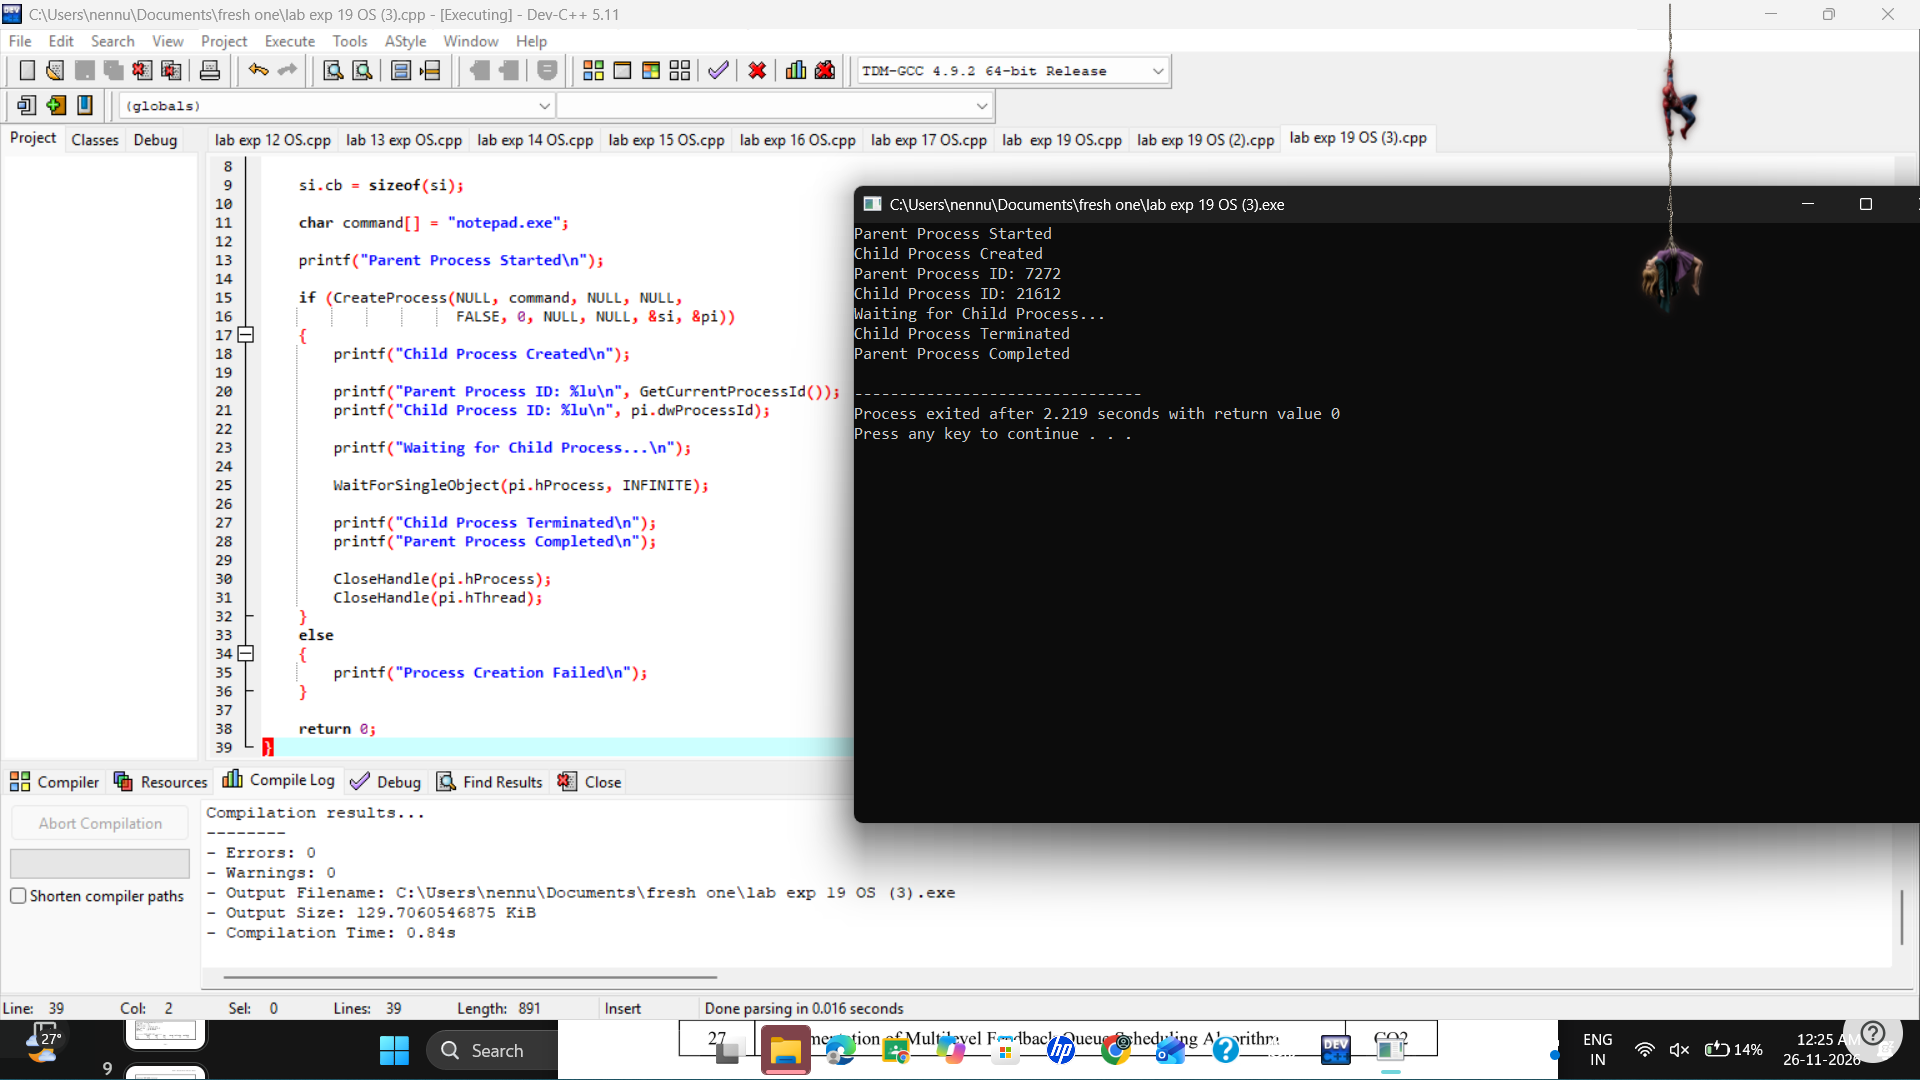 C:\Users\nennu\Documents\fresh one\lab exp 19 OS (3).cpp - [Executing] - Dev-C++ 5.11
File Edit Search View Project Execute Tools AStyle Window Help
TDM-GCC 4.9.2 64-bit Release
(globals)
Project Classes Debug
lab exp 12 OS.cpp lab 13 exp OS.cpp lab exp 14 OS.cpp lab exp 15 OS.cpp lab exp 16 OS.cpp lab exp 17 OS.cpp lab exp 19 OS.cpp lab exp 19 OS (2).cpp lab exp 19 OS (3).cpp
8
9 si.cb = sizeof(si);
10
11 char command[] = "notepad.exe";
12
13 printf("Parent Process Started\n");
14
15 if (CreateProcess(NULL, command, NULL, NULL,
16 FALSE, 0, NULL, NULL, &si, &pi))
17 {
18 printf("Child Process Created\n");
19
20 printf("Parent Process ID: %lu\n", GetCurrentProcessId());
21 printf("Child Process ID: %lu\n", pi.dwProcessId);
22
23 printf("Waiting for Child Process...\n");
24
25 WaitForSingleObject(pi.hProcess, INFINITE);
26
27 printf("Child Process Terminated\n");
28 printf("Parent Process Completed\n");
29
30 CloseHandle(pi.hProcess);
31 CloseHandle(pi.hThread);
32 }
33 else
34 {
35 printf("Process Creation Failed\n");
36 }
37
38 return 0;
39 }
C:\Users\nennu\Documents\fresh one\lab exp 19 OS (3).exe
Parent Process Started
Child Process Created
Parent Process ID: 7272
Child Process ID: 21612
Waiting for Child Process...
Child Process Terminated
Parent Process Completed
--------------------------------
Process exited after 2.219 seconds with return value 0
Press any key to continue . . .
Compiler Resources Compile Log Debug Find Results Close
Abort Compilation
Shorten compiler paths
Compilation results...
--------
- Errors: 0
- Warnings: 0
- Output Filename: C:\Users\nennu\Documents\fresh one\lab exp 19 OS (3).exe
- Output Size: 129.7060546875 KiB
- Compilation Time: 0.84s
Line: 39 Col: 2 Sel: 0 Lines: 39 Length: 891 Insert Done parsing in 0.016 seconds
27°
9
Search
27 of Multilevel Feedback Queue Scheduling Algorithm CO2
hp
DEV
ENG
IN
14%
12:25 AM
26-11-2026